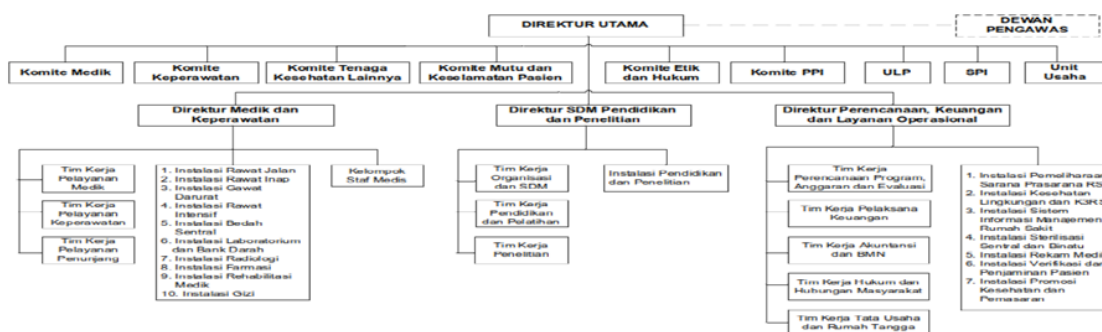 DIREKTUR UTAMA
DEWAN
PENGAWAS
Komite Medik
Komite
Keperawatan
Komite Tenaga
Kesehatan Lainnya
Komite Mutu dan
Keselamatan Pasien
Komite Etik
dan Hukum
Komite PPI
ULP
SPI
Unit
Usaha
Direktur Medik dan
Keperawatan
Direktur SDM Pendidikan
dan Penelitian
Direktur Perencanaan, Keuangan
dan Layanan Operasional
Tim Kerja
Pelayanan
Medik
Tim Kerja
Pelayanan
Keperawatan
Tim Kerja
Pelayanan
Penunjang
1. Instalasi Rawat Jalan
2. Instalasi Rawat Inap
3. Instalasi Gawat
Darurat
4. Instalasi Rawat
Intensif
5. Instalasi Bedah
Sentral
6. Instalasi Laboratorium
dan Bank Darah
7. Instalasi Radiologi
8. Instalasi Farmasi
9. Instalasi Rehabilitasi
Medik
10. Instalasi Gizi
Kelompok
Staf Medis
Tim Kerja
Organisasi
dan SDM
Tim Kerja
Pendidikan
dan Pelatihan
Tim Kerja
Penelitian
Instalasi Pendidikan
dan Penelitian
Tim Kerja
Perencanaan Program,
Anggaran dan Evaluasi
Tim Kerja Pelaksana
Keuangan
Tim Kerja Akuntansi
dan BMN
Tim Kerja Hukum dan
Hubungan Masyarakat
Tim Kerja Tata Usaha
dan Rumah Tangga
1. Instalasi Pemeliharaan
Sarana Prasarana RS
2. Instalasi Kesehatan
Lingkungan dan K3RS
3. Instalasi Sistem
Informasi Manajemen
Rumah Sakit
4. Instalasi Sterilisasi
Sentral dan Binatu
5. Instalasi Rekam Medik
6. Instalasi Verifikasi dan
Penjaminan Pasien
7. Instalasi Promosi
Kesehatan dan
Pemasaran